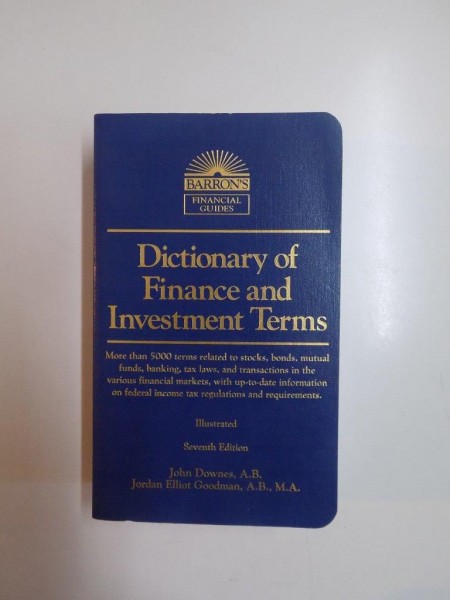 BARRON'S
FINANCIAL
GUIDES
Dictionary of
Finance and
Investment Terms
More than 5000 terms related to stocks, bonds, mutual
funds, banking, tax laws, and transactions in the
various financial markets, with up-to-date information
on federal income tax regulations and requirements.
Illustrated
Seventh Edition
John Downes, A.B.
Jordan Elliot Goodman, A.B., M.A.